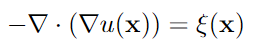 −∇ · (∇u(𝐱)) = ξ(𝐱)